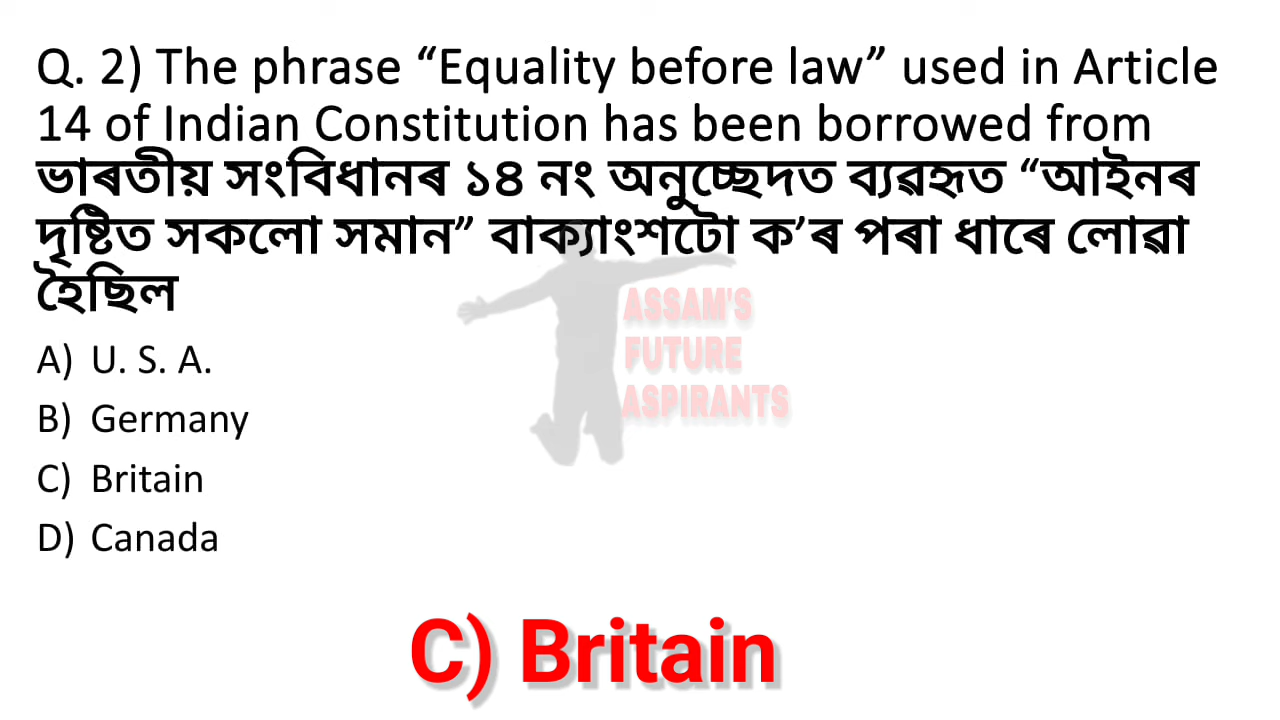 Q. 2) The phrase “Equality before law” used in Article
14 of Indian Constitution has been borrowed from
ভাৰতীয় সংবিধানৰ ১৪ নং অনুচ্ছেদত ব্যৱহৃত “আইনৰ
দৃষ্টিত সকলো সমান” বাক্যাংশটো ক’ৰ পৰা ধাৰে লোৱা
হৈছিল
ASSAM'S
FUTURE
ASPIRANTS
A) U. S. A.
B) Germany
C) Britain
D) Canada
C) Britain